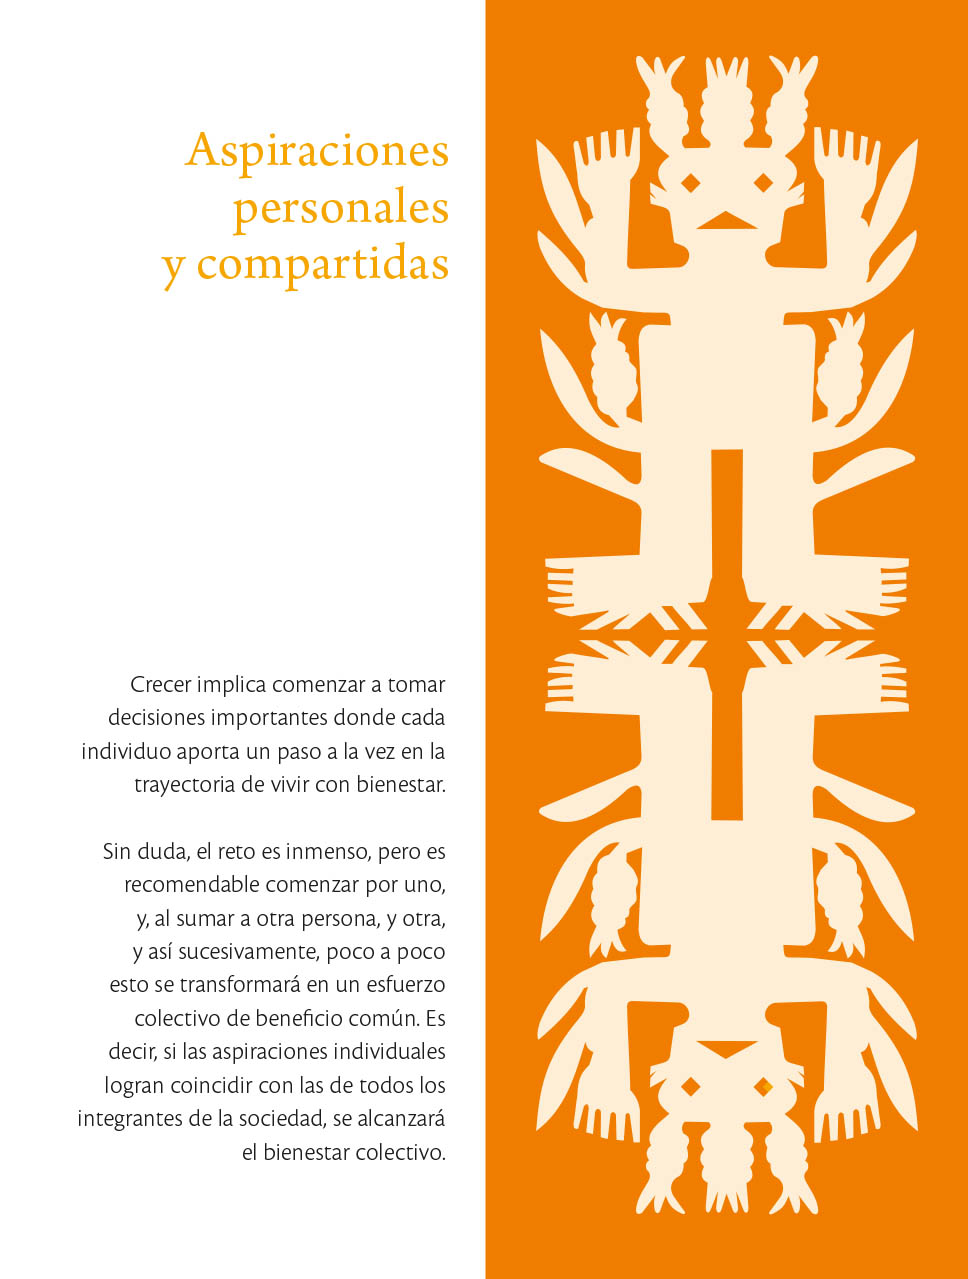 Aspiraciones
personales
y compartidas
Crecer implica comenzar a tomar
decisiones importantes donde cada
individuo aporta un paso a la vez en la
trayectoria de vivir con bienestar.
Sin duda, el reto es inmenso, pero es
recomendable comenzar por uno,
y, al sumar a otra persona, y otra,
y así sucesivamente, poco a poco
esto se transformará en un esfuerzo
colectivo de beneficio común. Es
decir, si las aspiraciones individuales
logran coincidir con las de todos los
integrantes de la sociedad, se alcanzará
el bienestar colectivo.